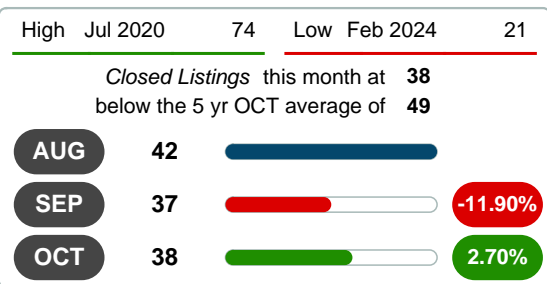 High Jul 2020 74 Low Feb 2024 21
Closed Listings this month at 38
below the 5 yr OCT average of 49
AUG 42
SEP 37 -11.90%
OCT 38 2.70%